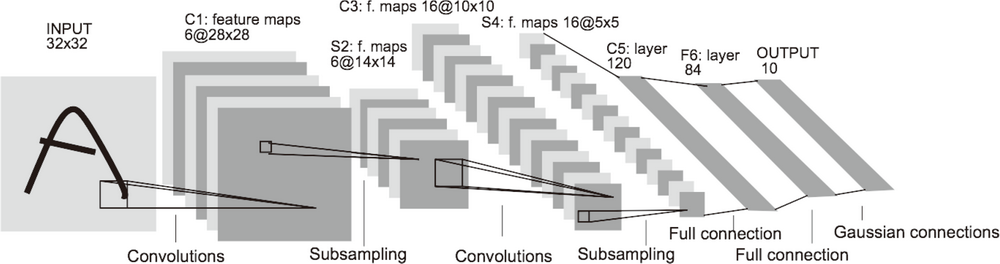 INPUT
32x32
C1: feature maps
6@28x28
S2: f. maps
6@14x14
C3: f. maps 16@10x10
S4: f. maps 16@5x5
C5: layer
120
F6: layer
84
OUTPUT
10
Convolutions
Subsampling
Convolutions
Subsampling
Full connection
Full connection
Gaussian connections